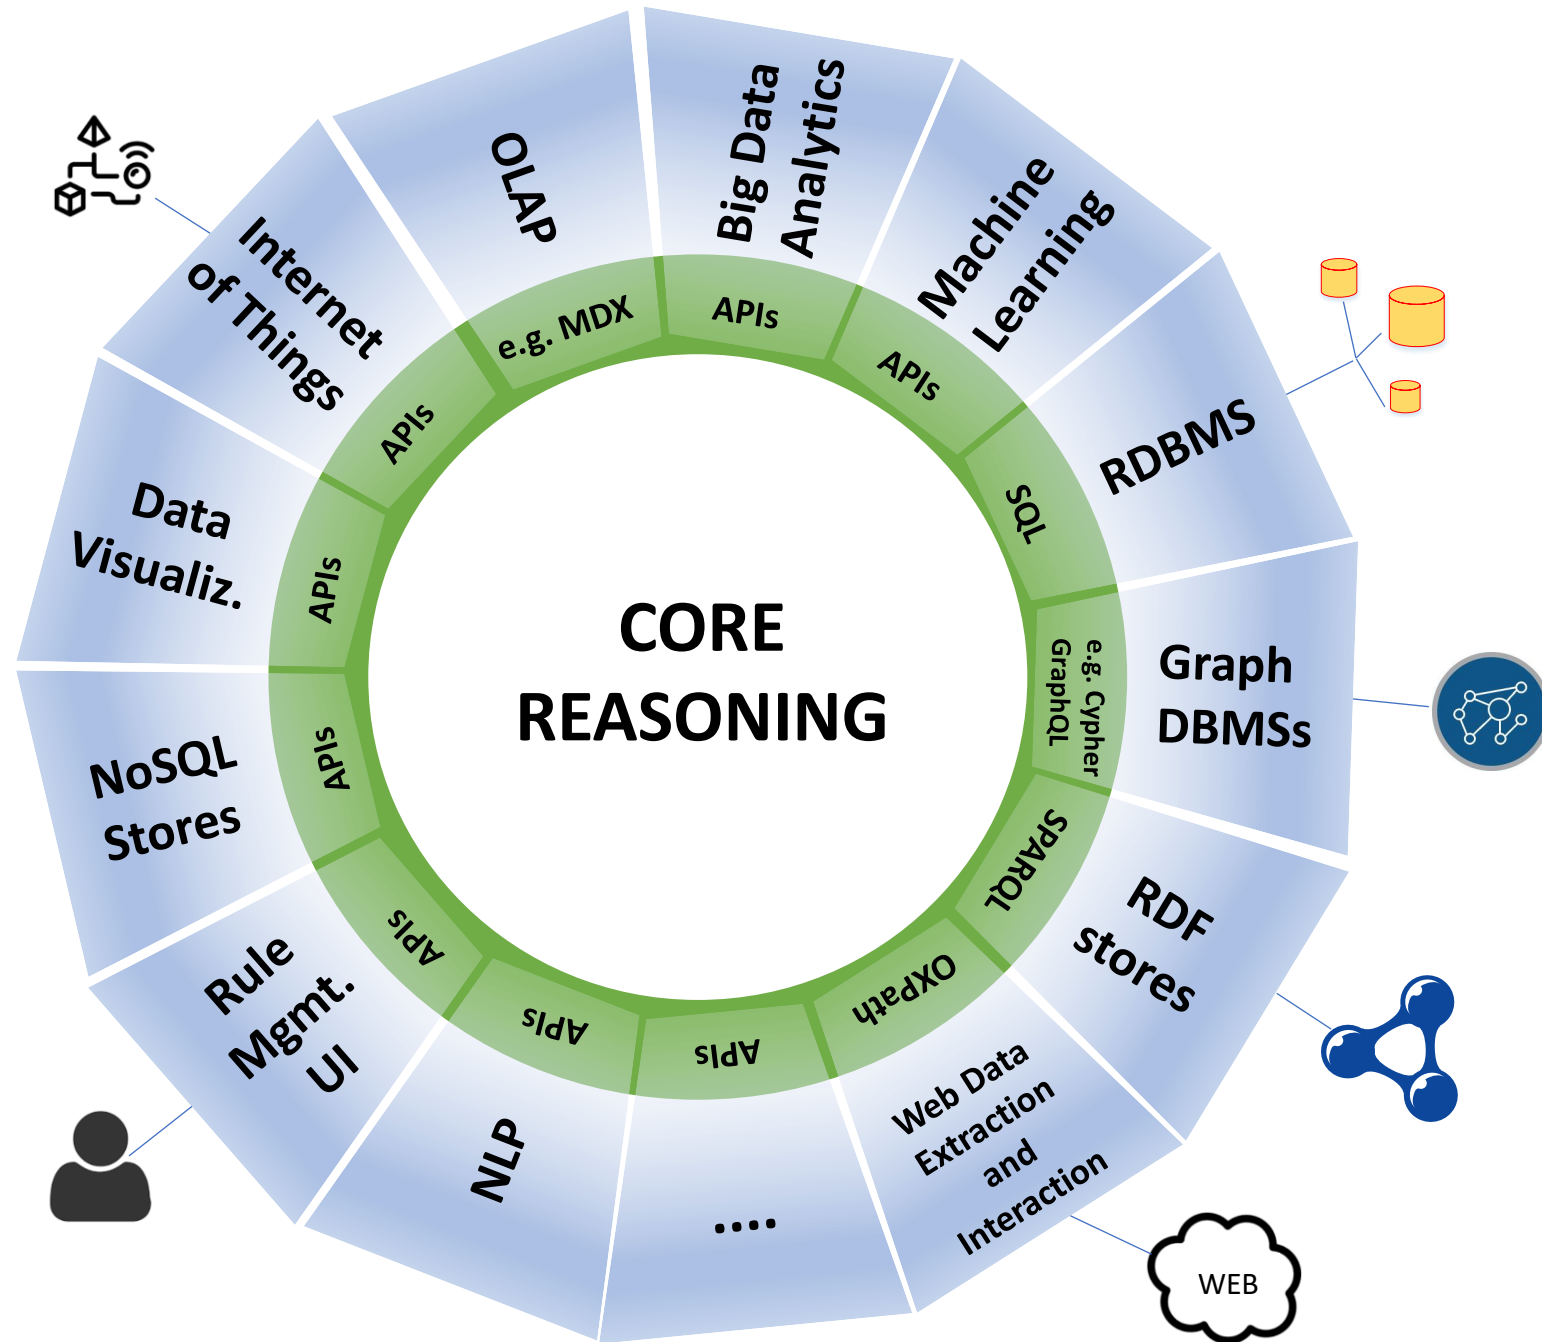 CORE
REASONING
OLAP
e.g. MDX
Big Data
Analytics
APIs
Machine
Learning
APIs
RDBMS
SQL
Graph
DBMSs
e.g. Cypher
GraphQL
RDF
stores
SPARQL
Web Data
Extraction
and
Interaction
OXPath
WEB
....
APIs
NLP
APIs
Rule
Mgmt.
UI
APIs
NoSQL
Stores
APIs
Data
Visualiz.
APIs
Internet
of Things
APIs